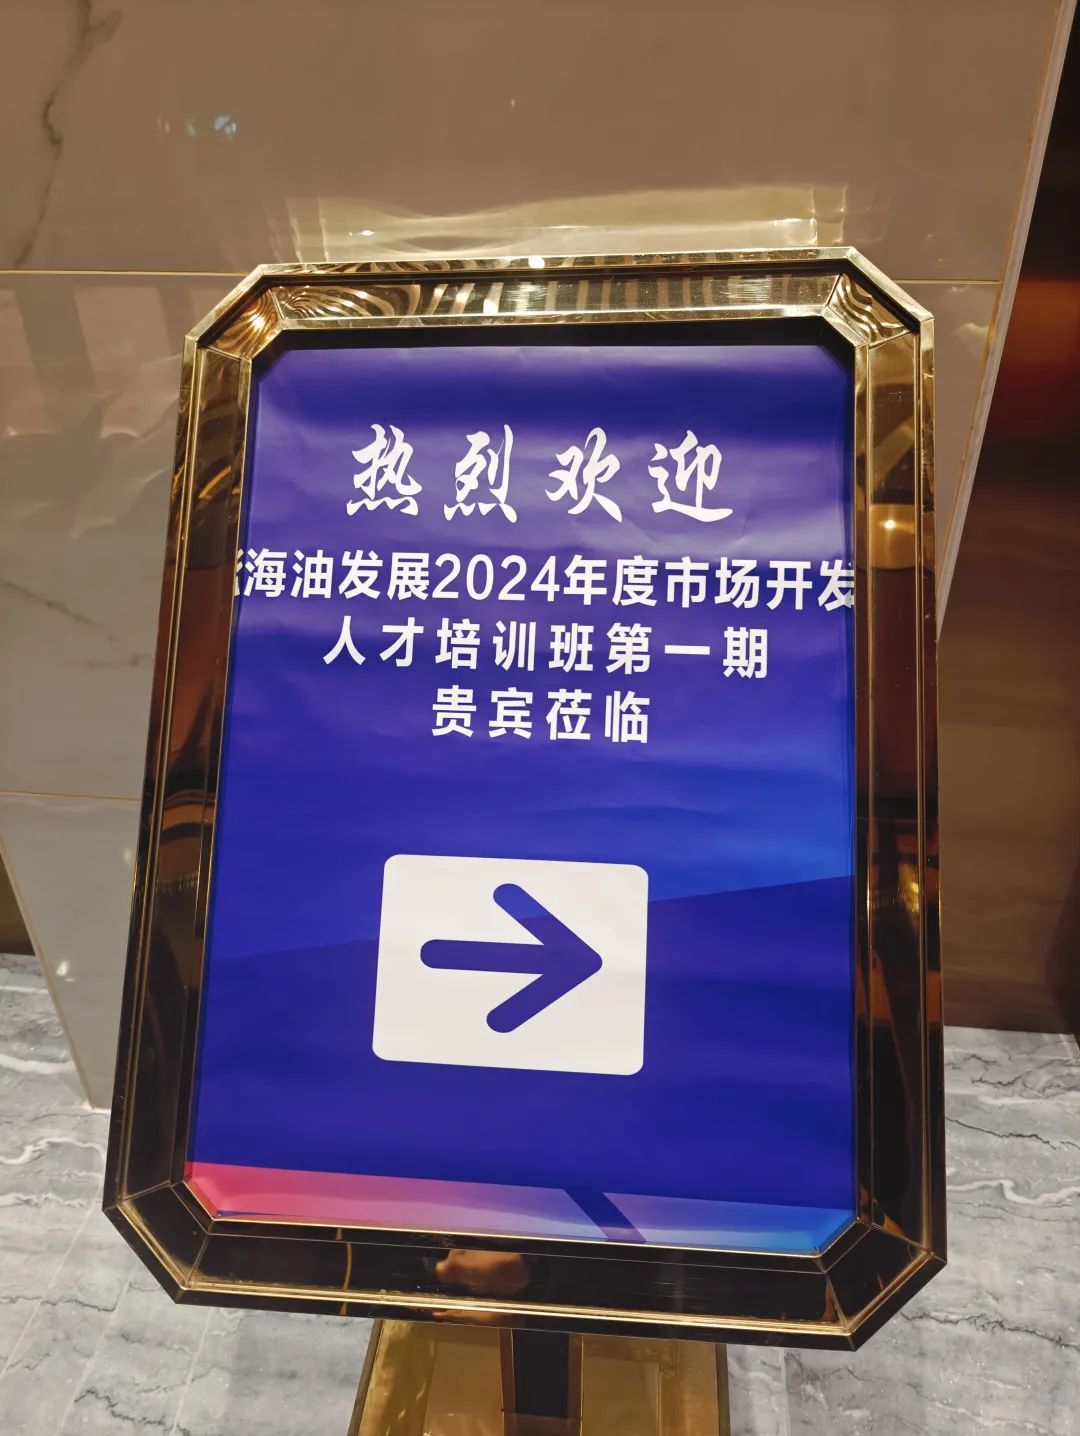 热烈欢迎
海油发展2024年度市场开发
人才培训班第一期
贵宾莅临